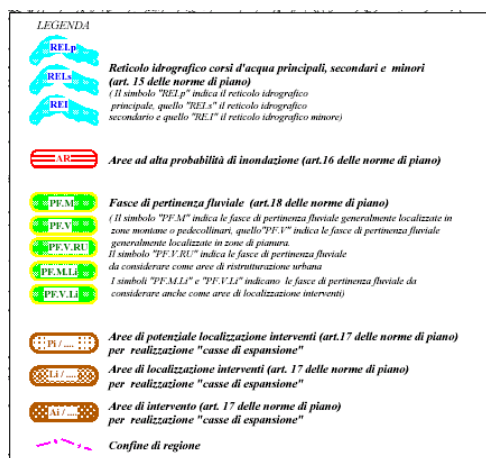 LEGENDA
REI.p
REI.s
REI
Reticolo idrografico corsi d'acqua principali, secondari e minori
(art. 15 delle norme di piano)
( Il simbolo "REI.p" indica il reticolo idrografico
principale, quello "REI.s" il reticolo idrografico
secondario e quello "RE.I" il reticolo idrografico minore)
AR
Aree ad alta probabilità di inondazione (art.16 delle norme di piano)
PF.M
PF.V
PF.V.RU
PF.M.Li
PF.V.Li
Fasce di pertinenza fluviale (art.18 delle norme di piano)
( Il simbolo "PF.M" indica le fasce di pertinenza fluviale generalmente localizzate in
zone montane o pedecollinari, quello"PF.V" indica le fasce di pertinenza fluviale
generalmente localizzate in zone di pianura.
Il simbolo "PF.V.RU" indica le fasce di pertinenza fluviale
da considerare come aree di ristrutturazione urbana
I simboli "PF.M.Li" e "PF.V.Li" indicano le fasce di pertinenza fluviale da
considerare anche come aree di localizzazione interventi)
Pi / ....
Aree di potenziale localizzazione interventi (art.17 delle norme di piano)
per realizzazione "casse di espansione"
Li / ....
Aree di localizzazione interventi (art. 17 delle norme di piano)
per realizzazione "casse di espansione"
Ai / ....
Aree di intervento (art. 17 delle norme di piano)
per realizzazione "casse di espansione"
Confine di regione